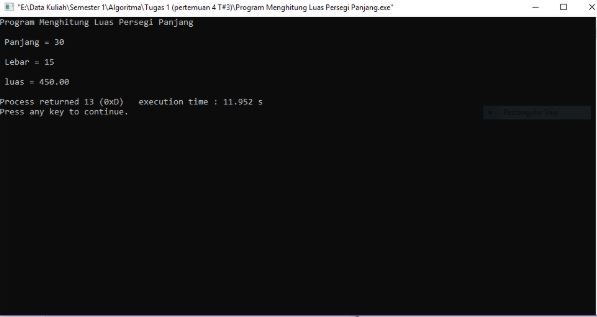 "E:\Data Kuliah\Semester 1\Algoritma\Tugas 1 (pertemuan 4 T#3)\Program Menghitung Luas Persegi Panjang.exe"
Program Menghitung Luas Persegi Panjang
Panjang = 30
Lebar = 15
luas = 450.00
Process returned 13 (0xD) execution time : 11.952 s
Press any key to continue.
Rectangular Snip